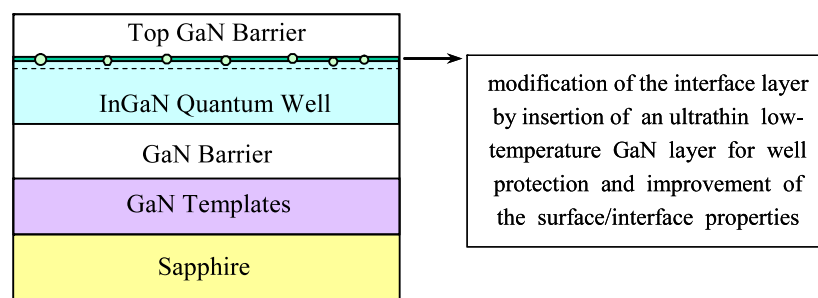 Top GaN Barrier
InGaN Quantum Well
GaN Barrier
GaN Templates
Sapphire
modification of the interface layer
by insertion of an ultrathin low-
temperature GaN layer for well
protection and improvement of
the surface/interface properties